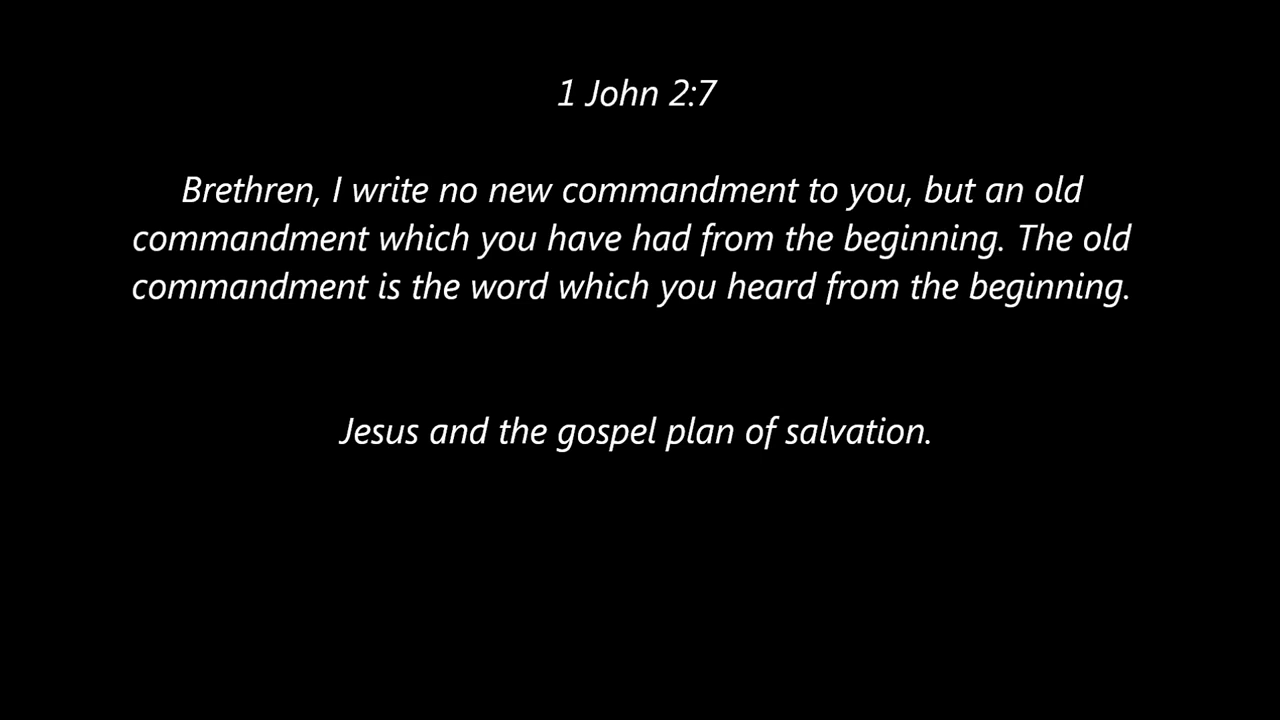 1 John 2:7
Brethren, I write no new commandment to you, but an old
commandment which you have had from the beginning. The old
commandment is the word which you heard from the beginning.
Jesus and the gospel plan of salvation.